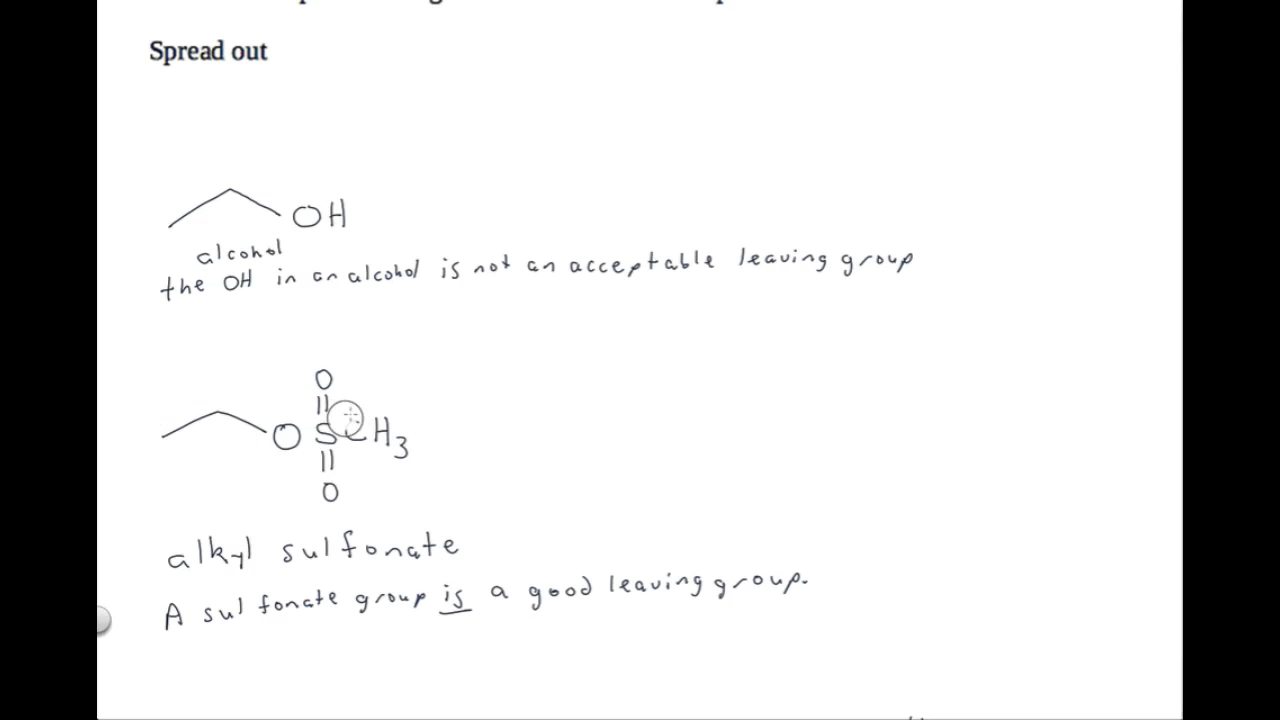 Spread out
OH
alcohol
the OH in an alcohol is not an acceptable leaving group
O
||
O S CH3
||
O
alkyl sulfonate
A sulfonate group is a good leaving group.